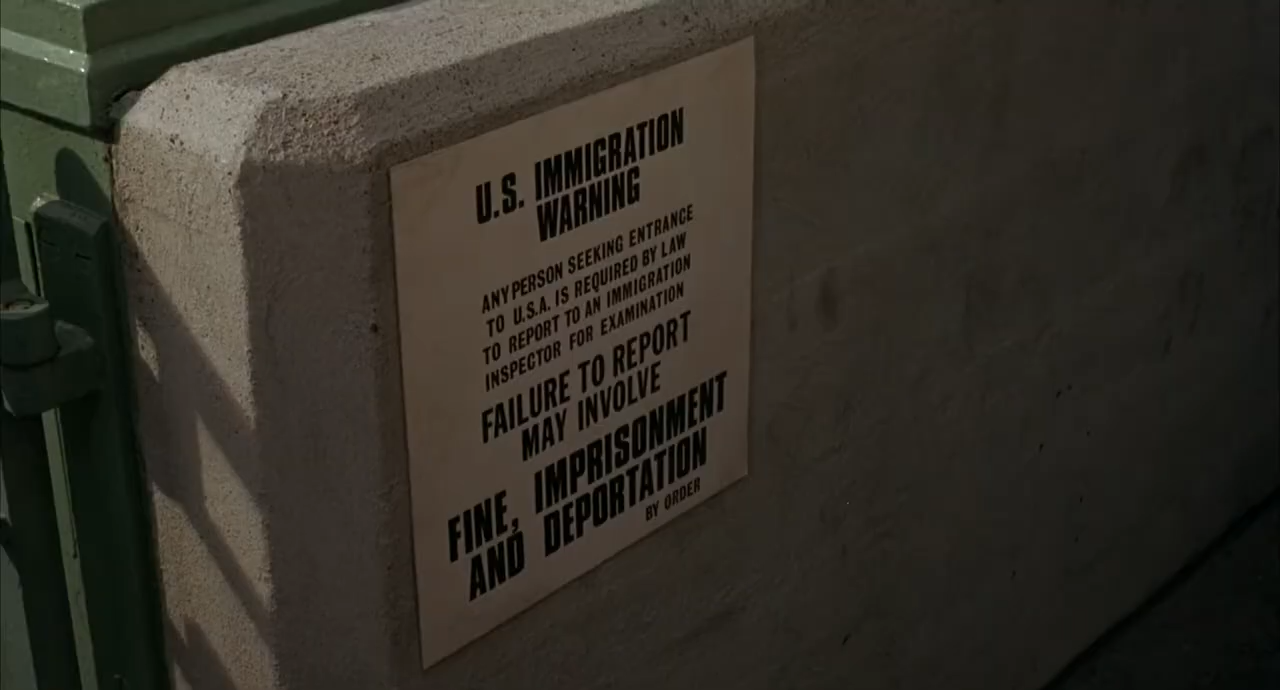 U.S. IMMIGRATION
WARNING
ANY PERSON SEEKING ENTRANCE
TO U.S.A. IS REQUIRED BY LAW
TO REPORT TO AN IMMIGRATION
INSPECTOR FOR EXAMINATION
FAILURE TO REPORT
MAY INVOLVE
FINE, IMPRISONMENT
AND DEPORTATION
BY ORDER